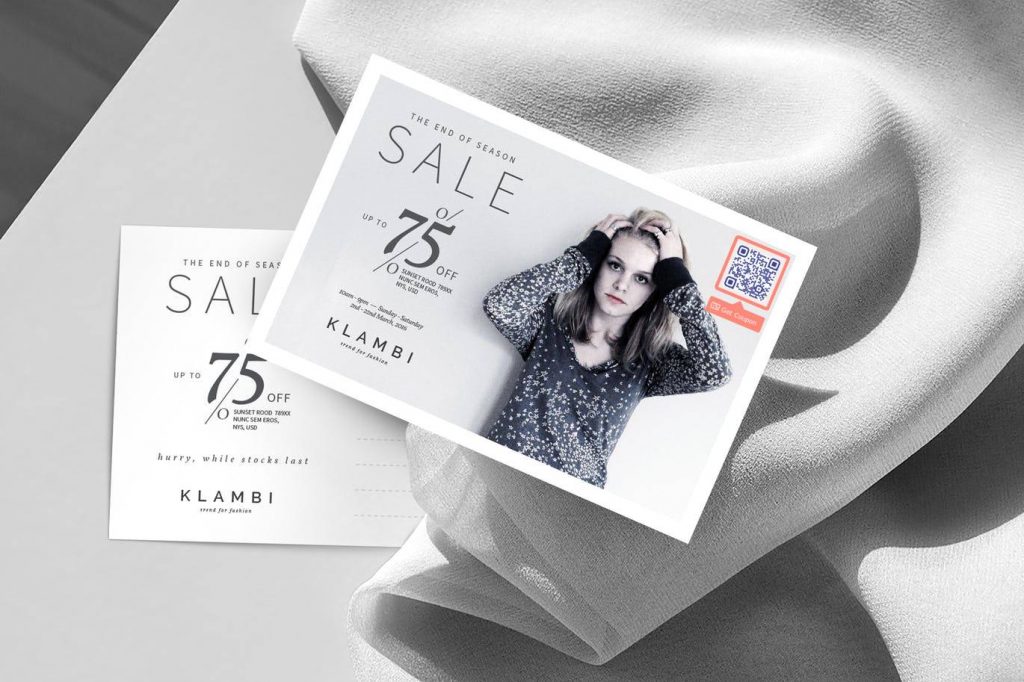 THE END OF SEASON
SALE
UP TO
75%
OFF
SUNSET ROOD 789XX
NUNC SEM EROS,
NYS, USD
10am - 9pm — Sunday - Saturday
2nd - 22nd March, 2016
KLAMBI
trend for fashion
Get Coupon
THE END OF SEAS
SAL
UP TO
75%
OFF
SUNSET ROOD 789XX
NUNC SEM EROS,
NYS, USD
hurry, while stocks last
KLAMBI
trend for fashion